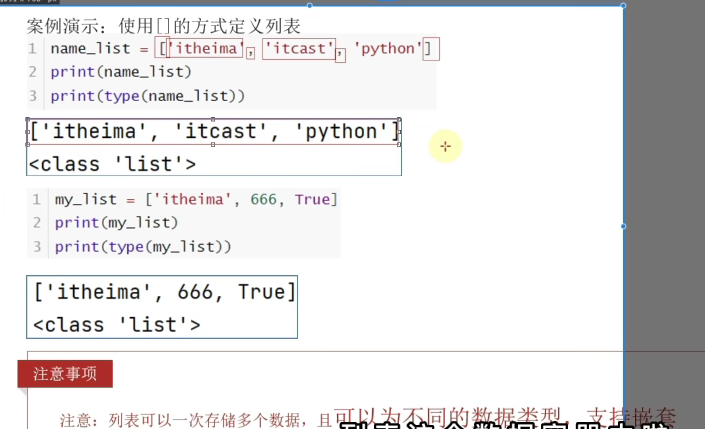 案例演示：使用[]的方式定义列表
1 name_list = ['itheima', 'itcast', 'python']
2 print(name_list)
3 print(type(name_list))
['itheima', 'itcast', 'python']
<class 'list'>
1 my_list = ['itheima', 666, True]
2 print(my_list)
3 print(type(my_list))
['itheima', 666, True]
<class 'list'>
注意事项
注意：列表可以一次存储多个数据，且可以为不同的数据类型，支持嵌套